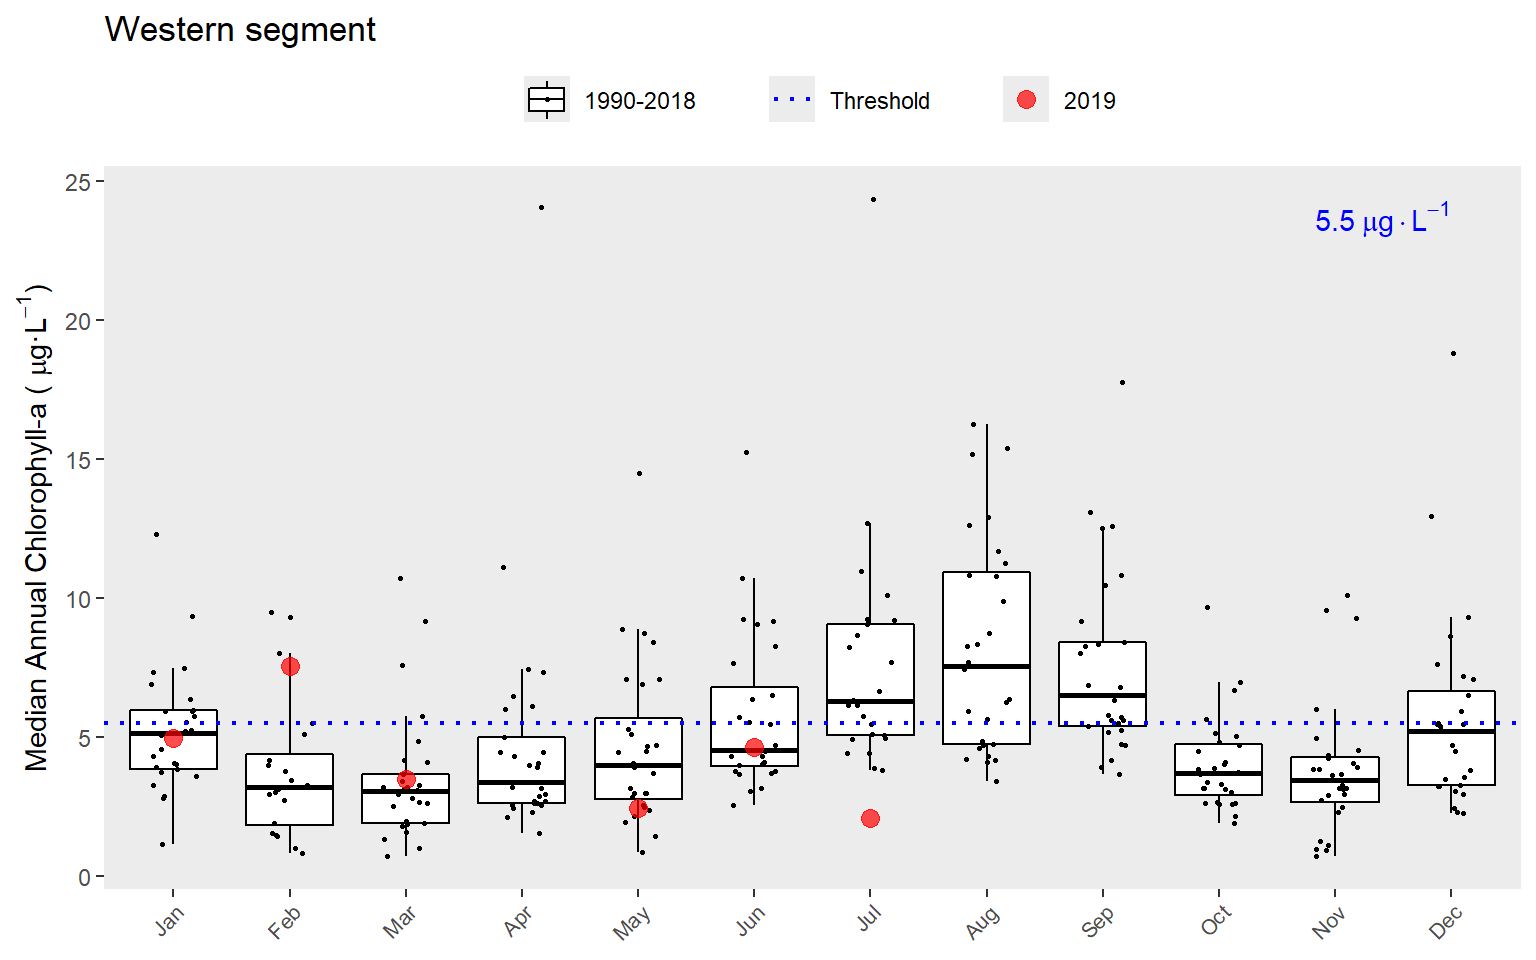 Western segment
1990-2018 Threshold 2019
5.5 μg·L⁻¹
Median Annual Chlorophyll-a ( μg·L⁻¹)
25
20
15
10
5
0
Jan Feb Mar Apr May Jun Jul Aug Sep Oct Nov Dec